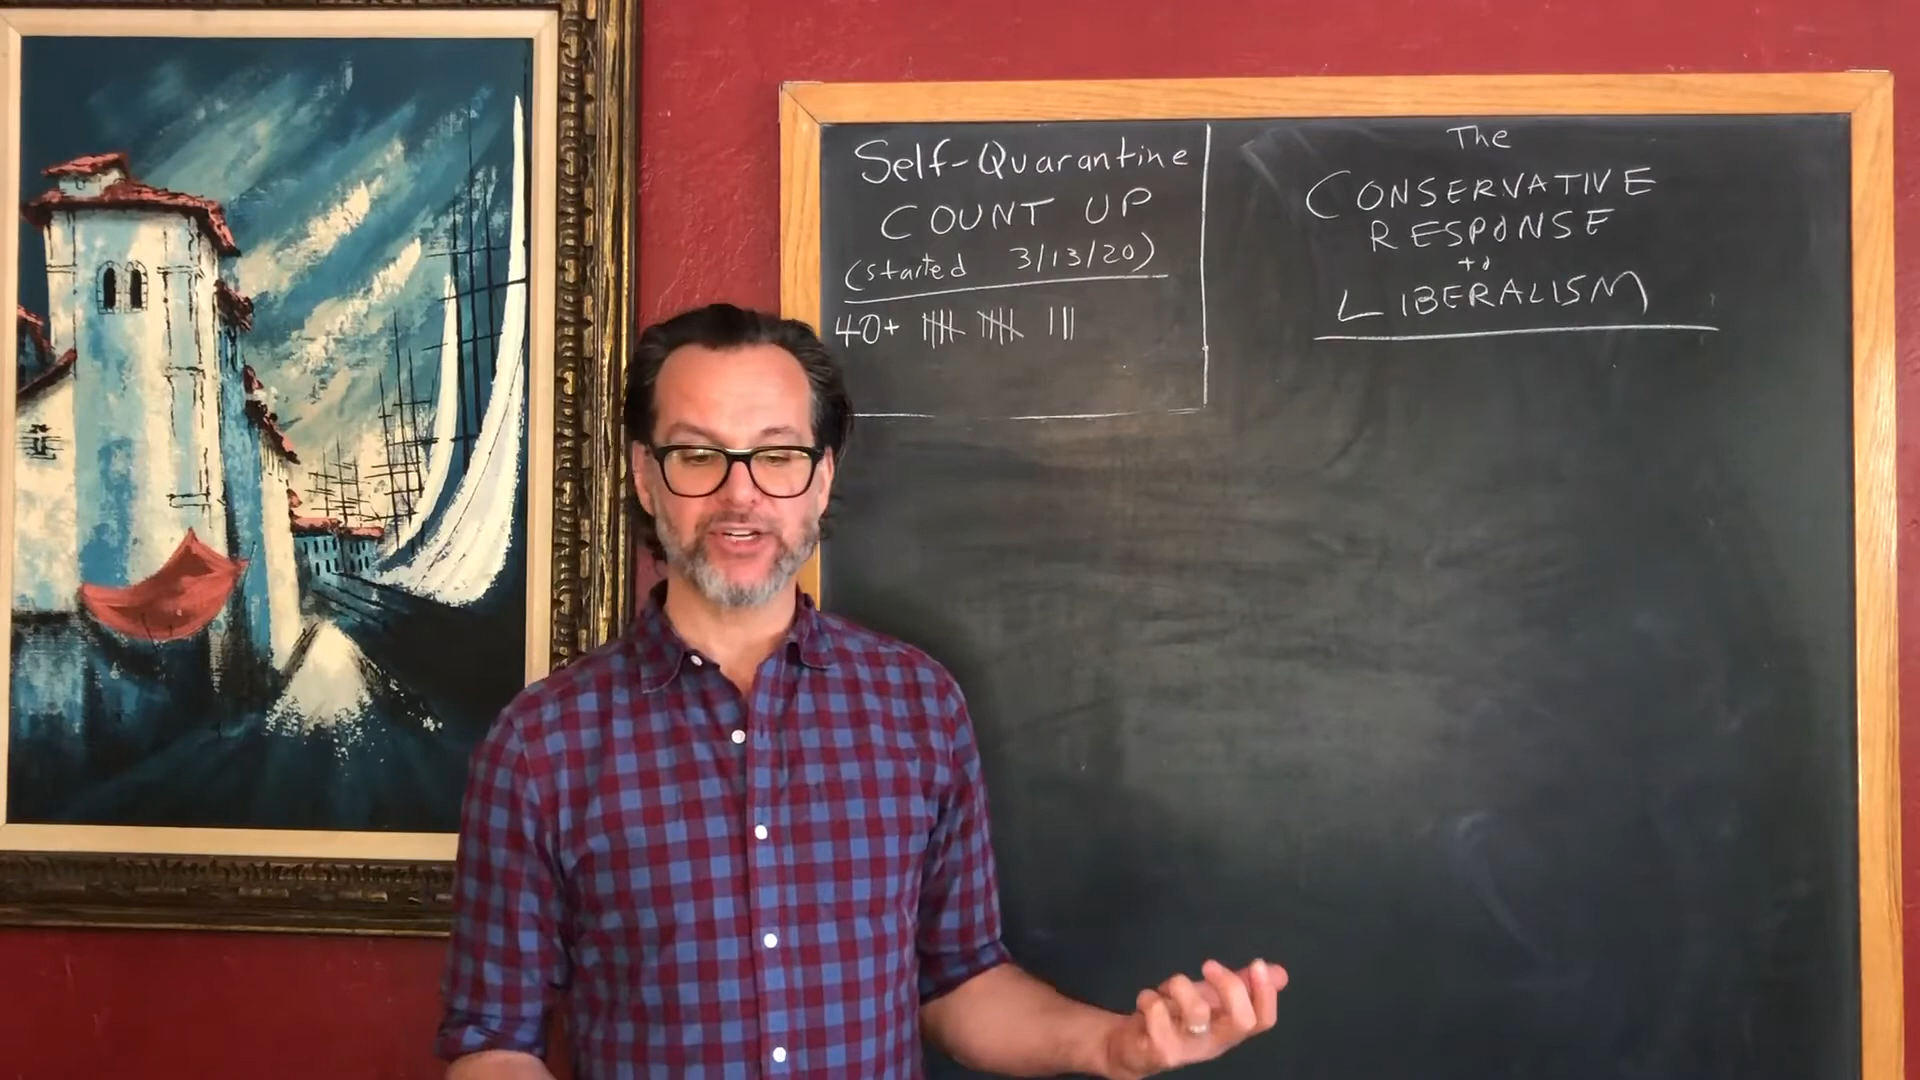 Self-Quarantine
COUNT UP
(started 3/13/20)
40+ |||| |||| |||
The
CONSERVATIVE
RESPONSE
to
LIBERALISM